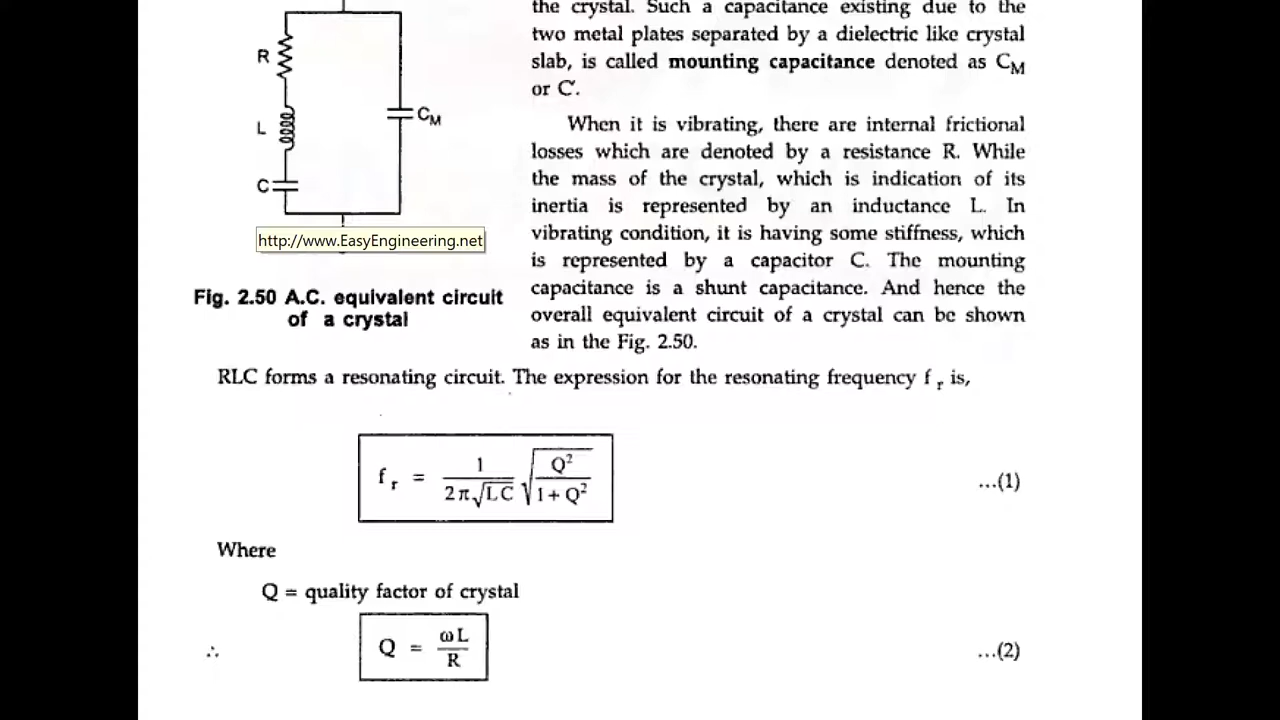 the crystal. Such a capacitance existing due to the
two metal plates separated by a dielectric like crystal
slab, is called mounting capacitance denoted as CM
or C'.
R
L
C
CM
When it is vibrating, there are internal frictional
losses which are denoted by a resistance R. While
the mass of the crystal, which is indication of its
inertia is represented by an inductance L. In
vibrating condition, it is having some stiffness, which
is represented by a capacitor C. The mounting
capacitance is a shunt capacitance. And hence the
overall equivalent circuit of a crystal can be shown
as in the Fig. 2.50.
http://www.EasyEngineering.net
Fig. 2.50 A.C. equivalent circuit
of a crystal
RLC forms a resonating circuit. The expression for the resonating frequency f r is,
f r = 1 / 2π√LC √ Q² / 1 + Q² ...(1)
Where
Q = quality factor of crystal
∴ Q = ωL / R ...(2)